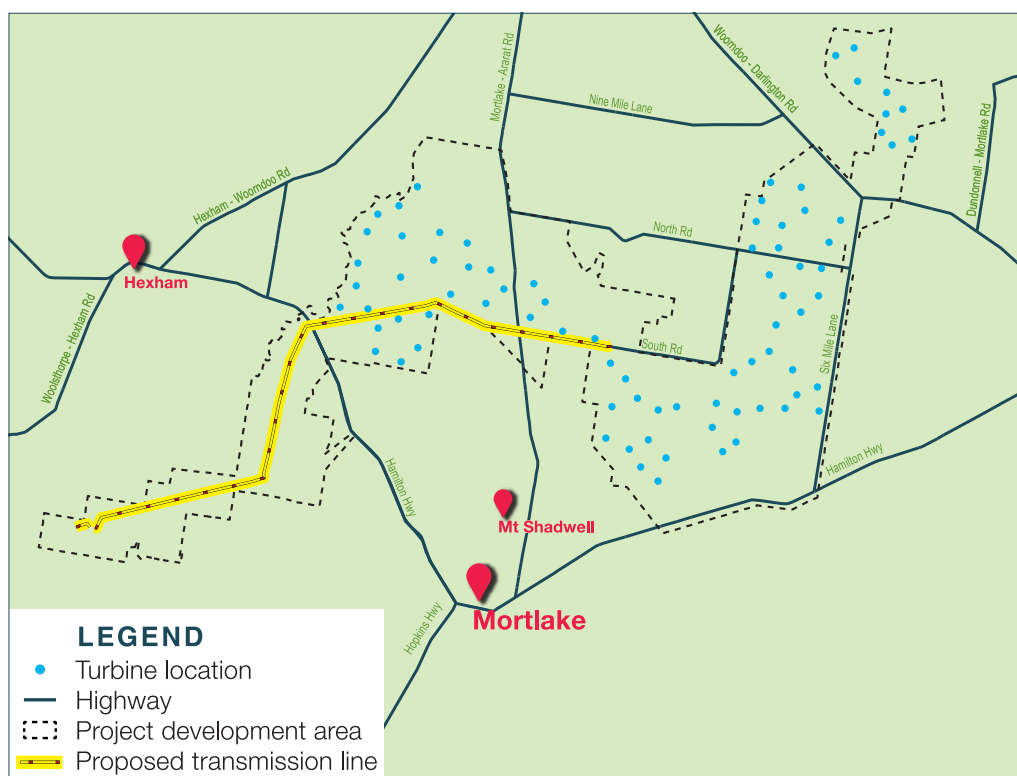 Mortlake - Ararat Rd
Woorndoo - Darlington Rd
Nine Mile Lane
Dundonnell - Mortlake Rd
Hexham - Woorndoo Rd
North Rd
Hexham
Woolsthorpe - Hexham Rd
South Rd
Six Mile Lane
Hamilton Hwy
Hamilton Hwy
Mt Shadwell
Mortlake
Hopkins Hwy
LEGEND
Turbine location
Highway
Project development area
Proposed transmission line